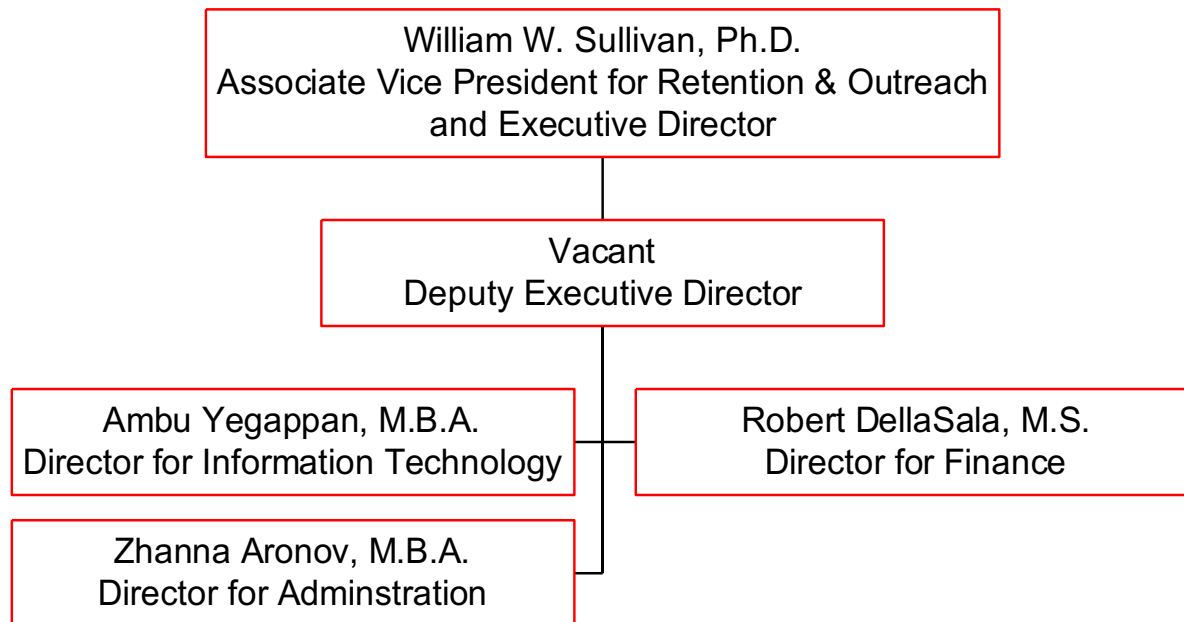 William W. Sullivan, Ph.D.
Associate Vice President for Retention & Outreach
and Executive Director
Vacant
Deputy Executive Director
Ambu Yegappan, M.B.A.
Director for Information Technology
Robert DellaSala, M.S.
Director for Finance
Zhanna Aronov, M.B.A.
Director for Adminstration